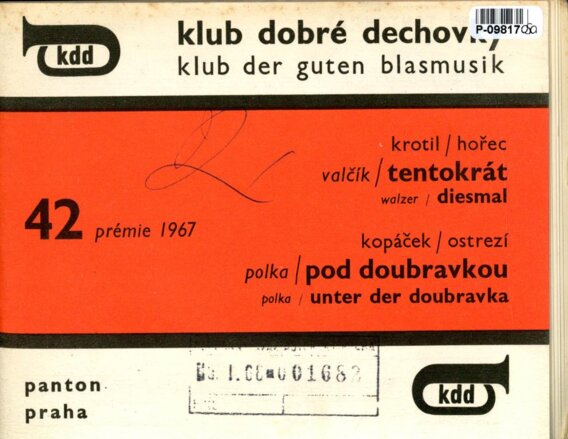 kdd
klub dobré dechovky
klub der guten blasmusik
P-09817
krotil / hořec
valčík / tentokrát
walzer / diesmal
42 prémie 1967
kopáček / ostrezí
polka / pod doubravkou
polka / unter der doubravka
001682
panton
praha
kdd